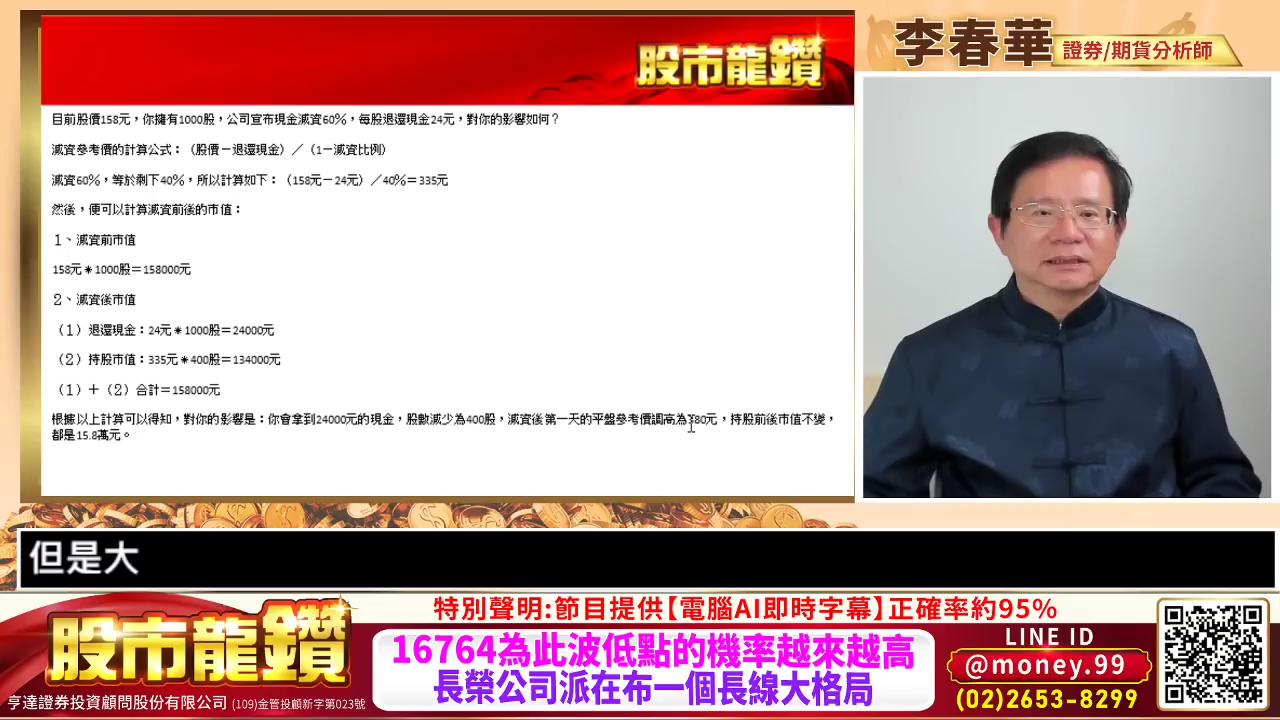 股市龍鑽
李春華
證券/期貨分析師
目前股價158元，你擁有1000股，公司宣布現金減資60%，每股退還現金24元，對你的影響如何？
減資參考價的計算公式：（股價－退還現金）／（1－減資比例）
減資60%，等於剩下40%，所以計算如下：（158元－24元）／40%＝335元
然後，便可以計算減資前後的市值：
１、減資前市值
158元＊1000股＝158000元
２、減資後市值
（１）退還現金：24元＊1000股＝24000元
（２）持股市值：335元＊400股＝134000元
（１）＋（２）合計＝158000元
根據以上計算可以得知，對你的影響是：你會拿到24000元的現金，股數減少為400股，減資後第一天的平盤參考價調高為380元，持股前後市值不變，
都是15.8萬元。
但是大
特別聲明:節目提供【電腦AI即時字幕】正確率約95%
股市龍鑽
16764為此波低點的機率越來越高
長榮公司派在布一個長線大格局
亨達證券投資顧問股份有限公司 (109)金管投顧新字第023號
LINE ID
@money.99
(02)2653-8299